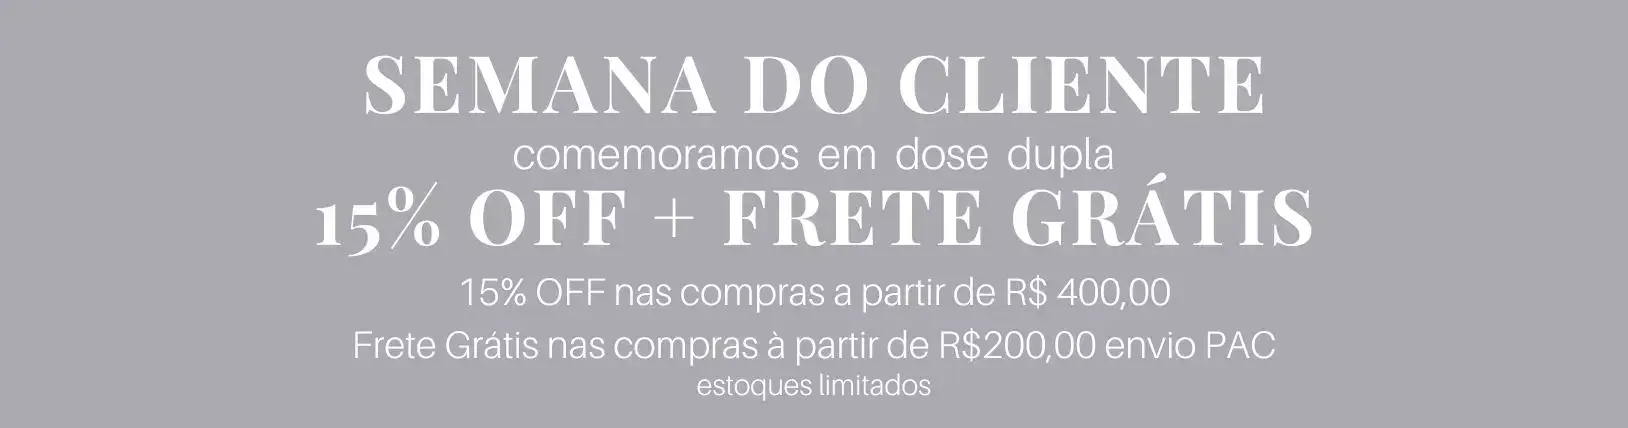 SEMANA DO CLIENTE
comemoramos em dose dupla
15% OFF + FRETE GRÁTIS
15% OFF nas compras a partir de R$ 400,00
Frete Grátis nas compras à partir de R$200,00 envio PAC
estoques limitados